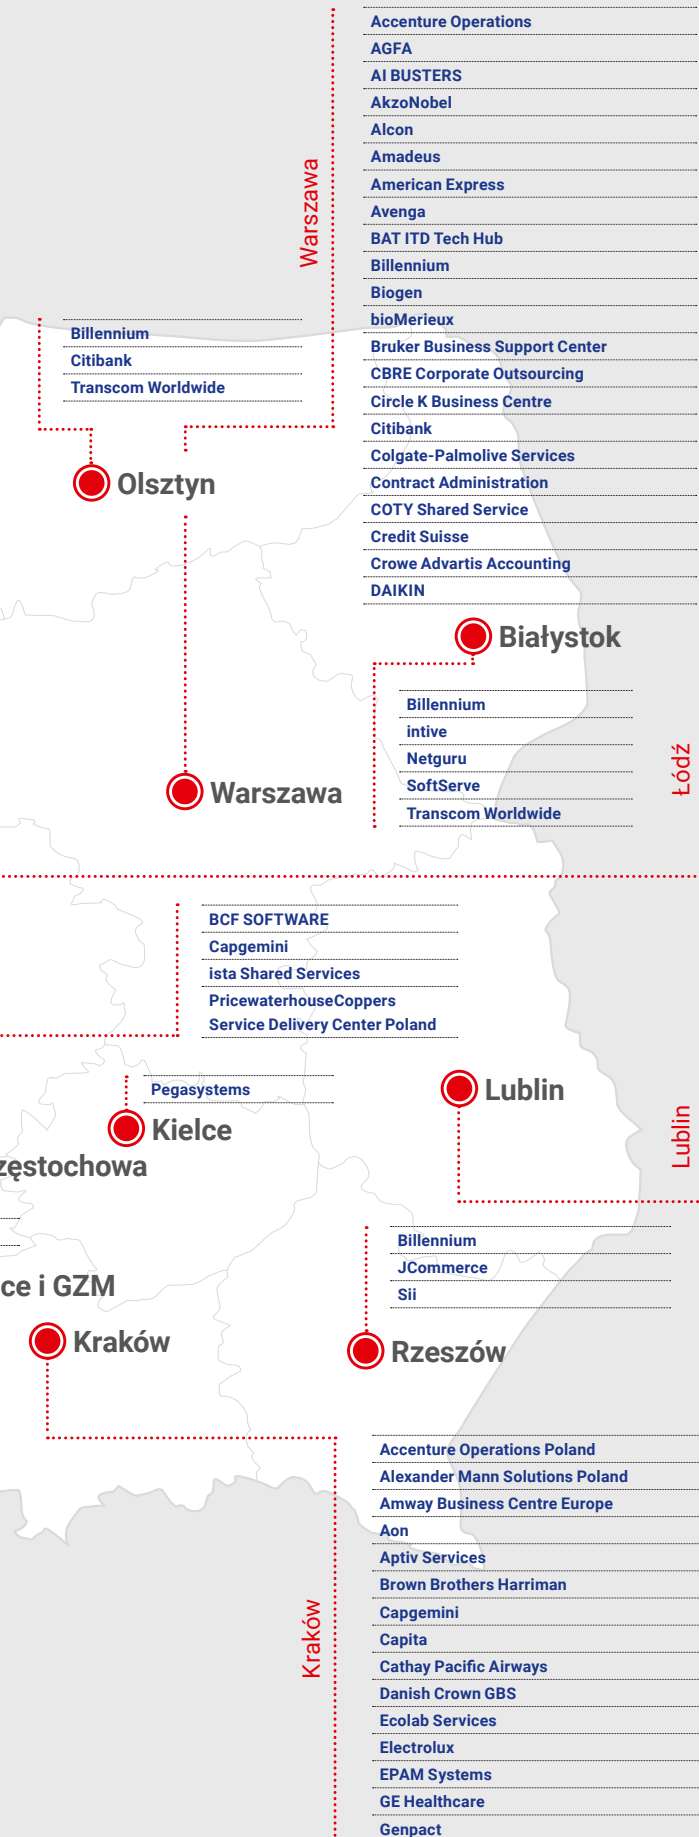 Accenture Operations
AGFA
AI BUSTERS
AkzoNobel
Alcon
Amadeus
American Express
Avenga
BAT ITD Tech Hub
Billennium
Biogen
bioMerieux
Bruker Business Support Center
CBRE Corporate Outsourcing
Circle K Business Centre
Citibank
Colgate-Palmolive Services
Contract Administration
COTY Shared Service
Credit Suisse
Crowe Advartis Accounting
DAIKIN
Warszawa
Billennium
Citibank
Transcom Worldwide
Olsztyn
Białystok
Billennium
intive
Netguru
SoftServe
Transcom Worldwide
Łódź
Warszawa
BCF SOFTWARE
Capgemini
ista Shared Services
PricewaterhouseCoppers
Service Delivery Center Poland
Pegasystems
Kielce
Lublin
Lublin
zęstochowa
Billennium
JCommerce
Sii
ce i GZM
Kraków
Rzeszów
Kraków
Accenture Operations Poland
Alexander Mann Solutions Poland
Amway Business Centre Europe
Aon
Aptiv Services
Brown Brothers Harriman
Capgemini
Capita
Cathay Pacific Airways
Danish Crown GBS
Ecolab Services
Electrolux
EPAM Systems
GE Healthcare
Genpact